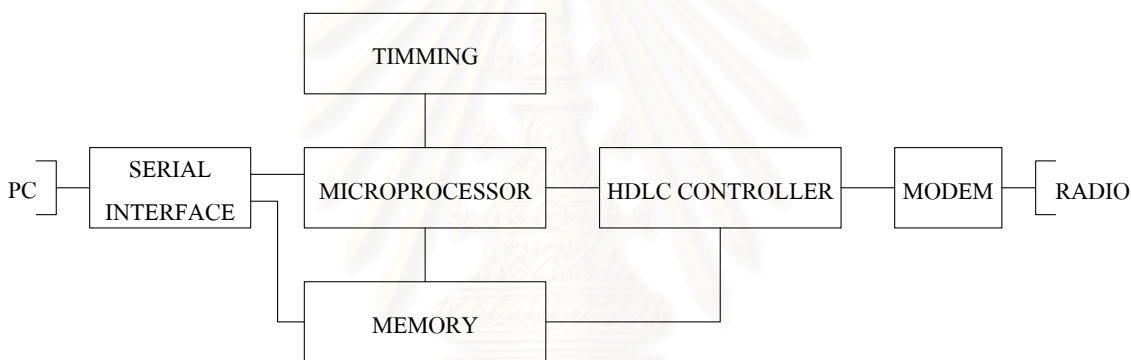 TIMMING
PC
SERIAL
INTERFACE
MICROPROCESSOR
HDLC CONTROLLER
MODEM
RADIO
MEMORY